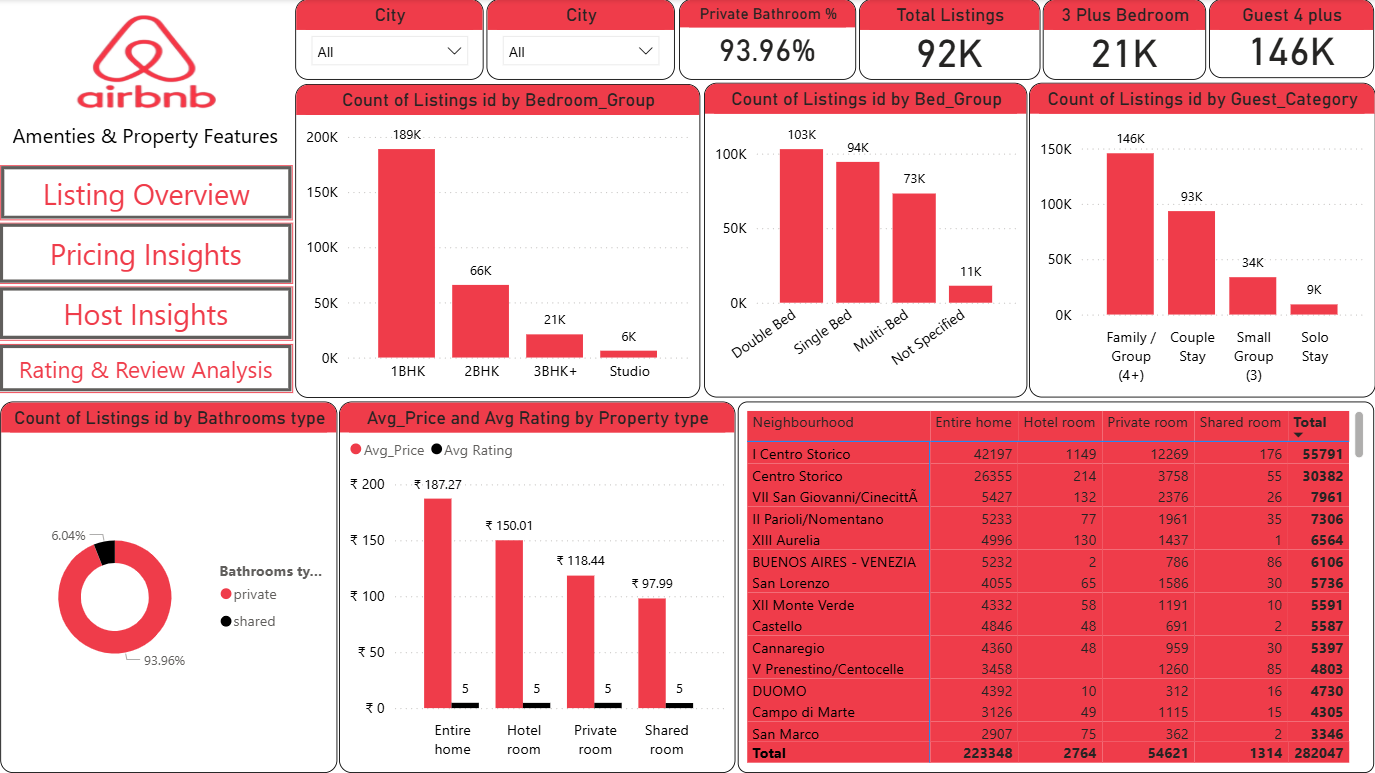 airbnb
Amenties & Property Features
Listing Overview
Pricing Insights
Host Insights
Rating & Review Analysis
City
All
City
All
Private Bathroom %
93.96%
Total Listings
92K
3 Plus Bedroom
21K
Guest 4 plus
146K
Count of Listings id by Bedroom_Group
200K
150K
100K
50K
0K
189K
66K
21K
6K
1BHK 2BHK 3BHK+ Studio
Count of Listings id by Bed_Group
100K
50K
0K
103K
94K
73K
11K
Double Bed
Single Bed
Multi-Bed
Not Specified
Count of Listings id by Guest_Category
150K
100K
50K
0K
146K
93K
34K
9K
Family /
Group
(4+)
Couple
Stay
Small
Group
(3)
Solo
Stay
Count of Listings id by Bathrooms type
6.04%
93.96%
Bathrooms ty...
private
shared
Avg_Price and Avg Rating by Property type
Avg_Price Avg Rating
₹ 200
₹ 150
₹ 100
₹ 50
₹ 0
₹ 187.27
₹ 150.01
₹ 118.44
₹ 97.99
5 5 5 5
Entire
home
Hotel
room
Private
room
Shared
room
Neighbourhood Entire home Hotel room Private room Shared room Total
I Centro Storico 42197 1149 12269 176 55791
Centro Storico 26355 214 3758 55 30382
VII San Giovanni/CinecittÃ 5427 132 2376 26 7961
II Parioli/Nomentano 5233 77 1961 35 7306
XIII Aurelia 4996 130 1437 1 6564
BUENOS AIRES - VENEZIA 5232 2 786 86 6106
San Lorenzo 4055 65 1586 30 5736
XII Monte Verde 4332 58 1191 10 5591
Castello 4846 48 691 2 5587
Cannaregio 4360 48 959 30 5397
V Prenestino/Centocelle 3458 1260 85 4803
DUOMO 4392 10 312 16 4730
Campo di Marte 3126 49 1115 15 4305
San Marco 2907 75 362 2 3346
Total 223348 2764 54621 1314 282047